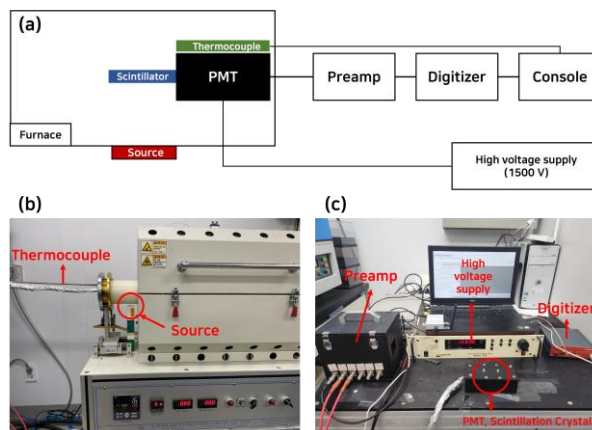 (a)
Thermocouple
Scintillator
PMT
Preamp
Digitizer
Console
Furnace
Source
High voltage supply
(1500 V)
(b)
Thermocouple
Source
(c)
Preamp
High
voltage
supply
Digitizer
PMT, Scintillation Crystal